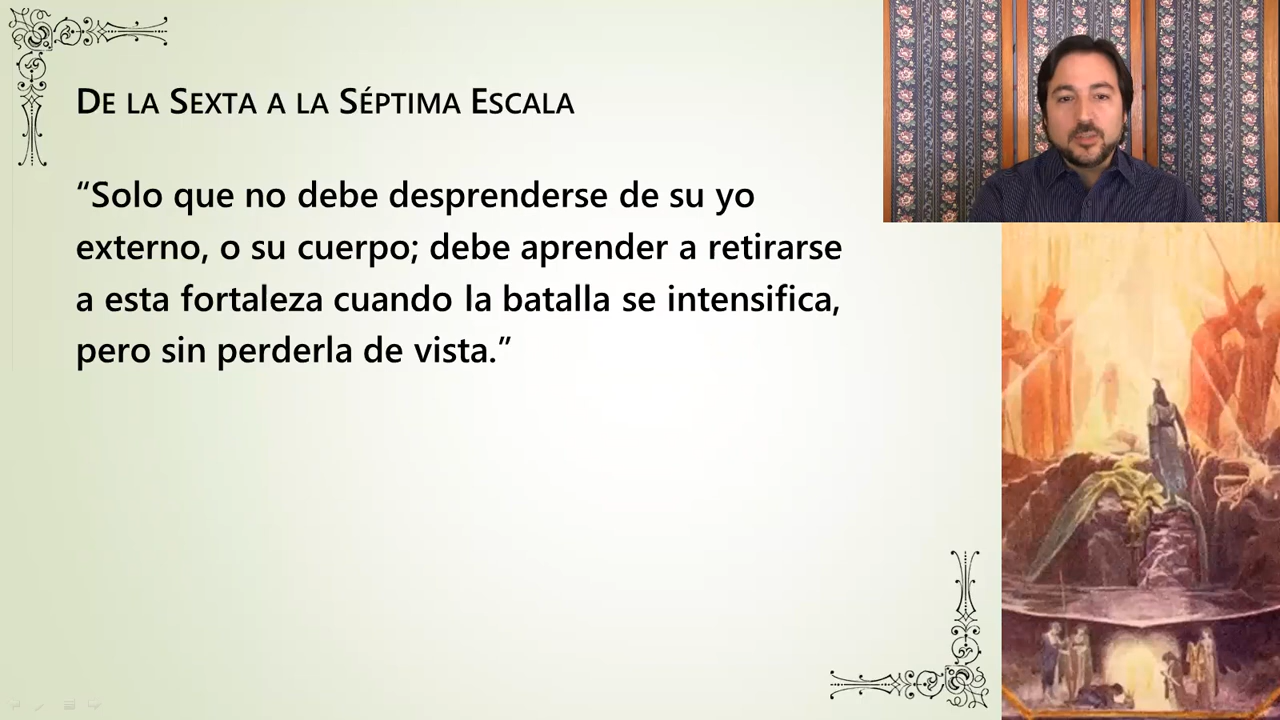 De la Sexta a la Séptima Escala
“Solo que no debe desprenderse de su yo
externo, o su cuerpo; debe aprender a retirarse
a esta fortaleza cuando la batalla se intensifica,
pero sin perderla de vista.”